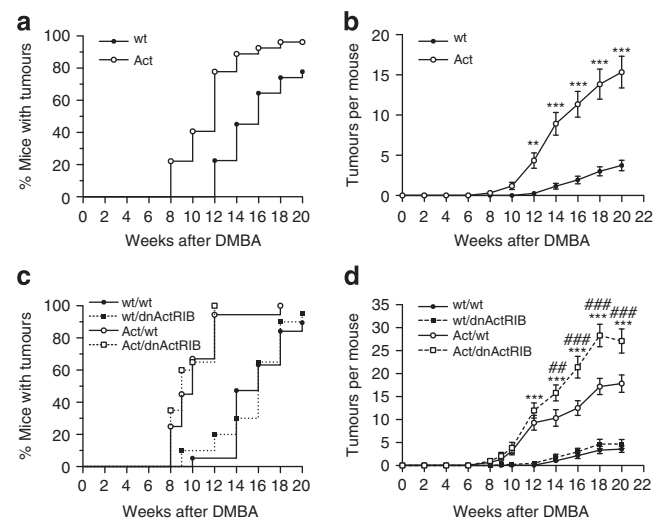 a
wt
Act
% Mice with tumours
100
80
60
40
20
0
0 2 4 6 8 10 12 14 16 18 20
Weeks after DMBA
b
wt
Act
Tumours per mouse
20
15
10
5
0
** *** *** *** ***
0 2 4 6 8 10 12 14 16 18 20 22
Weeks after DMBA
c
wt/wt
wt/dnActRIB
Act/wt
Act/dnActRIB
% Mice with tumours
100
80
60
40
20
0
0 2 4 6 8 10 12 14 16 18 20
Weeks after DMBA
d
wt/wt
wt/dnActRIB
Act/wt
Act/dnActRIB
Tumours per mouse
35
30
25
20
15
10
5
0
## ### ### ###
*** *** *** *** ***
0 2 4 6 8 10 12 14 16 18 20 22
Weeks after DMBA